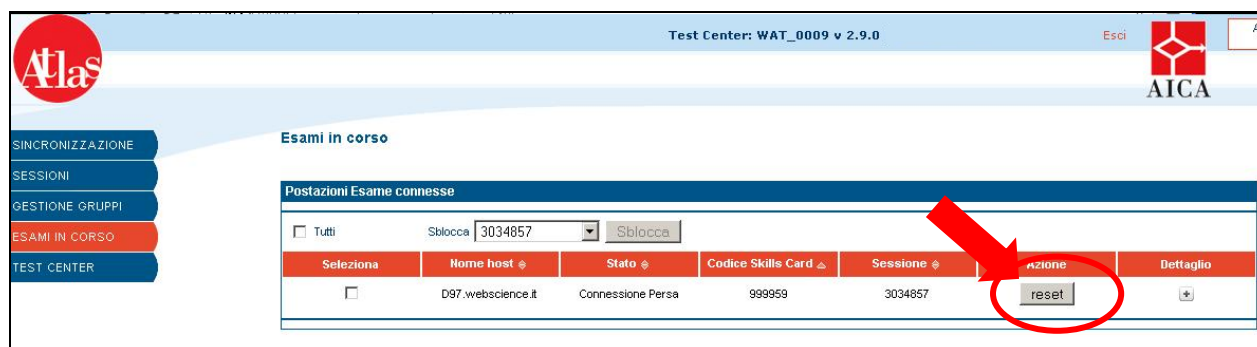 Test Center: WAT_0009 v 2.9.0
Esci
Atlas
AICA
SINCRONIZZAZIONE
SESSIONI
GESTIONE GRUPPI
ESAMI IN CORSO
TEST CENTER
Esami in corso
Postazioni Esame connesse
Tutti Sblocca 3034857 Sblocca
Seleziona Nome host Stato Codice Skills Card Sessione Azione Dettaglio
D97.webscience.it Connessione Persa 999959 3034857 reset +